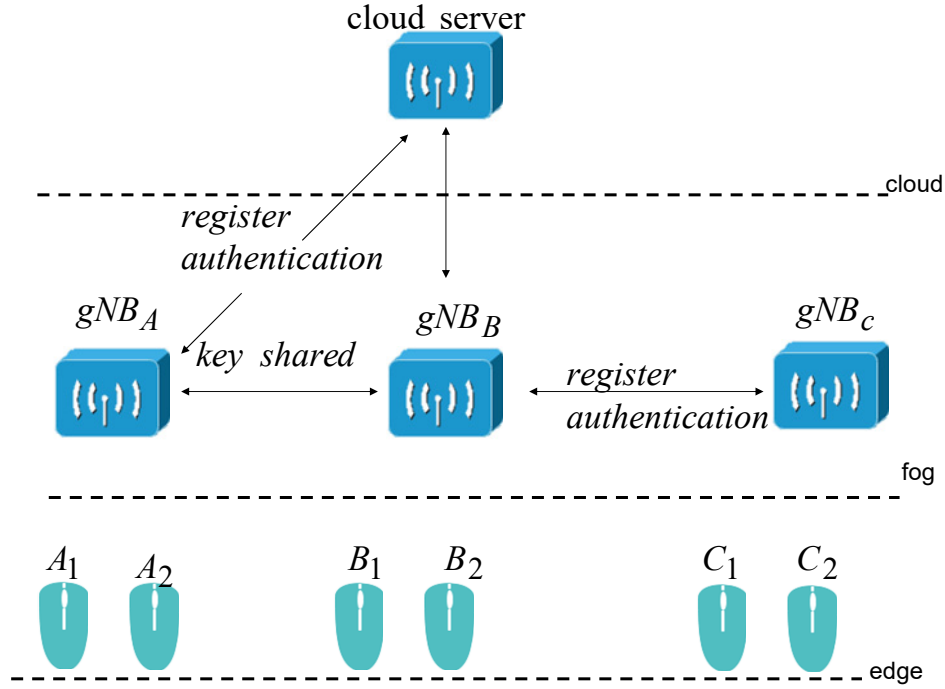 cloud server
cloud
register
authentication
gNB_A
gNB_B
gNB_c
key shared
register
authentication
fog
A_1
A_2
B_1
B_2
C_1
C_2
edge